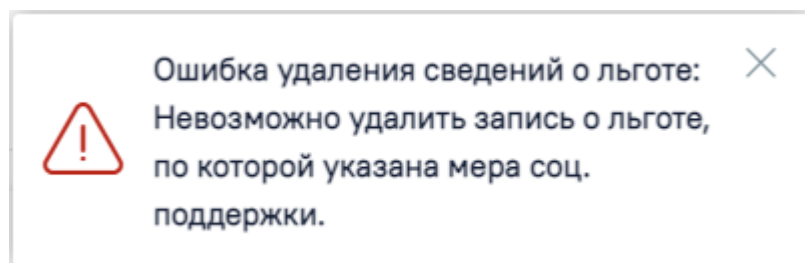 Ошибка удаления сведений о льготе:
Невозможно удалить запись о льготе,
по которой указана мера соц.
поддержки.